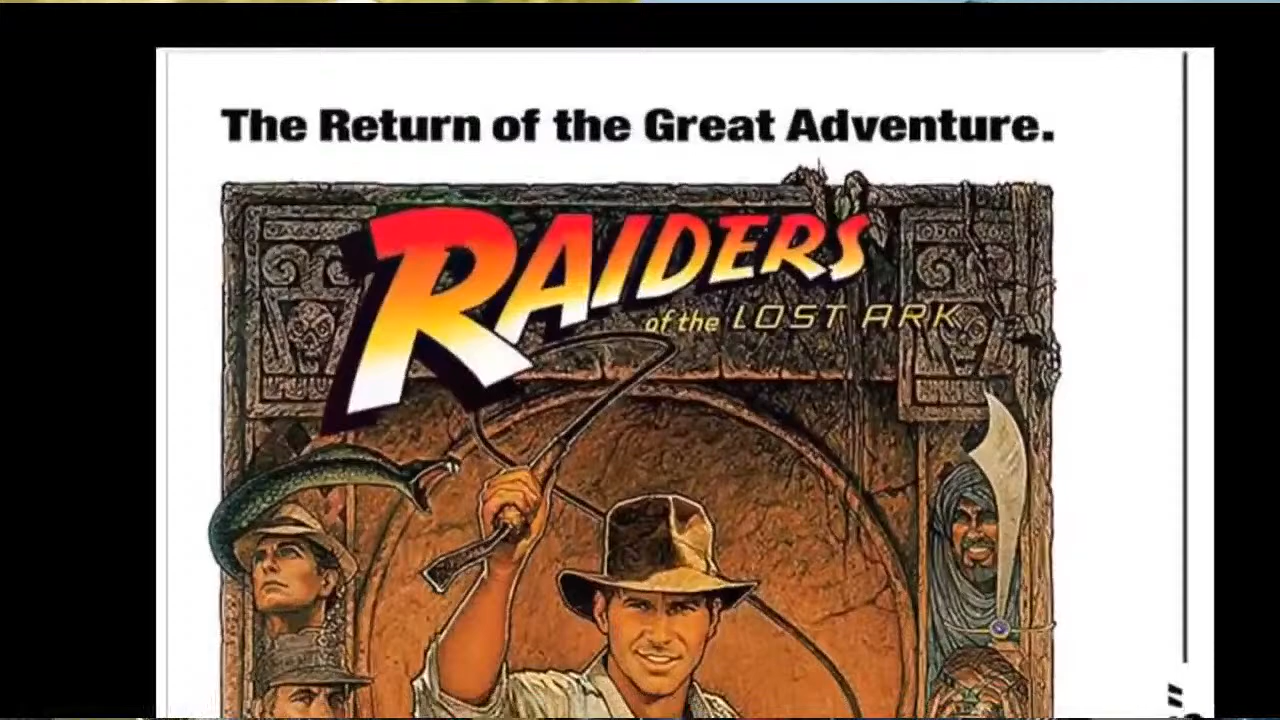 The Return of the Great Adventure.
RAIDERS
of the LOST ARK